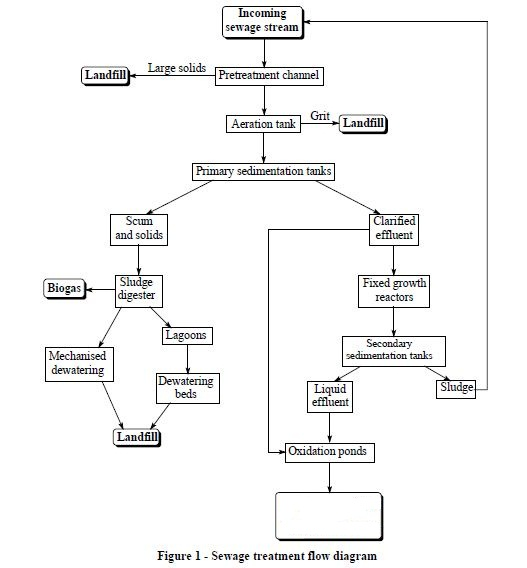 Incoming
sewage stream
Large solids
Landfill
Pretreatment channel
Grit
Aeration tank
Landfill
Primary sedimentation tanks
Scum
and solids
Clarified
effluent
Biogas
Sludge
digester
Fixed growth
reactors
Lagoons
Mechanised
dewatering
Secondary
sedimentation tanks
Dewatering
beds
Liquid
effluent
Sludge
Landfill
Oxidation ponds
Figure 1 - Sewage treatment flow diagram